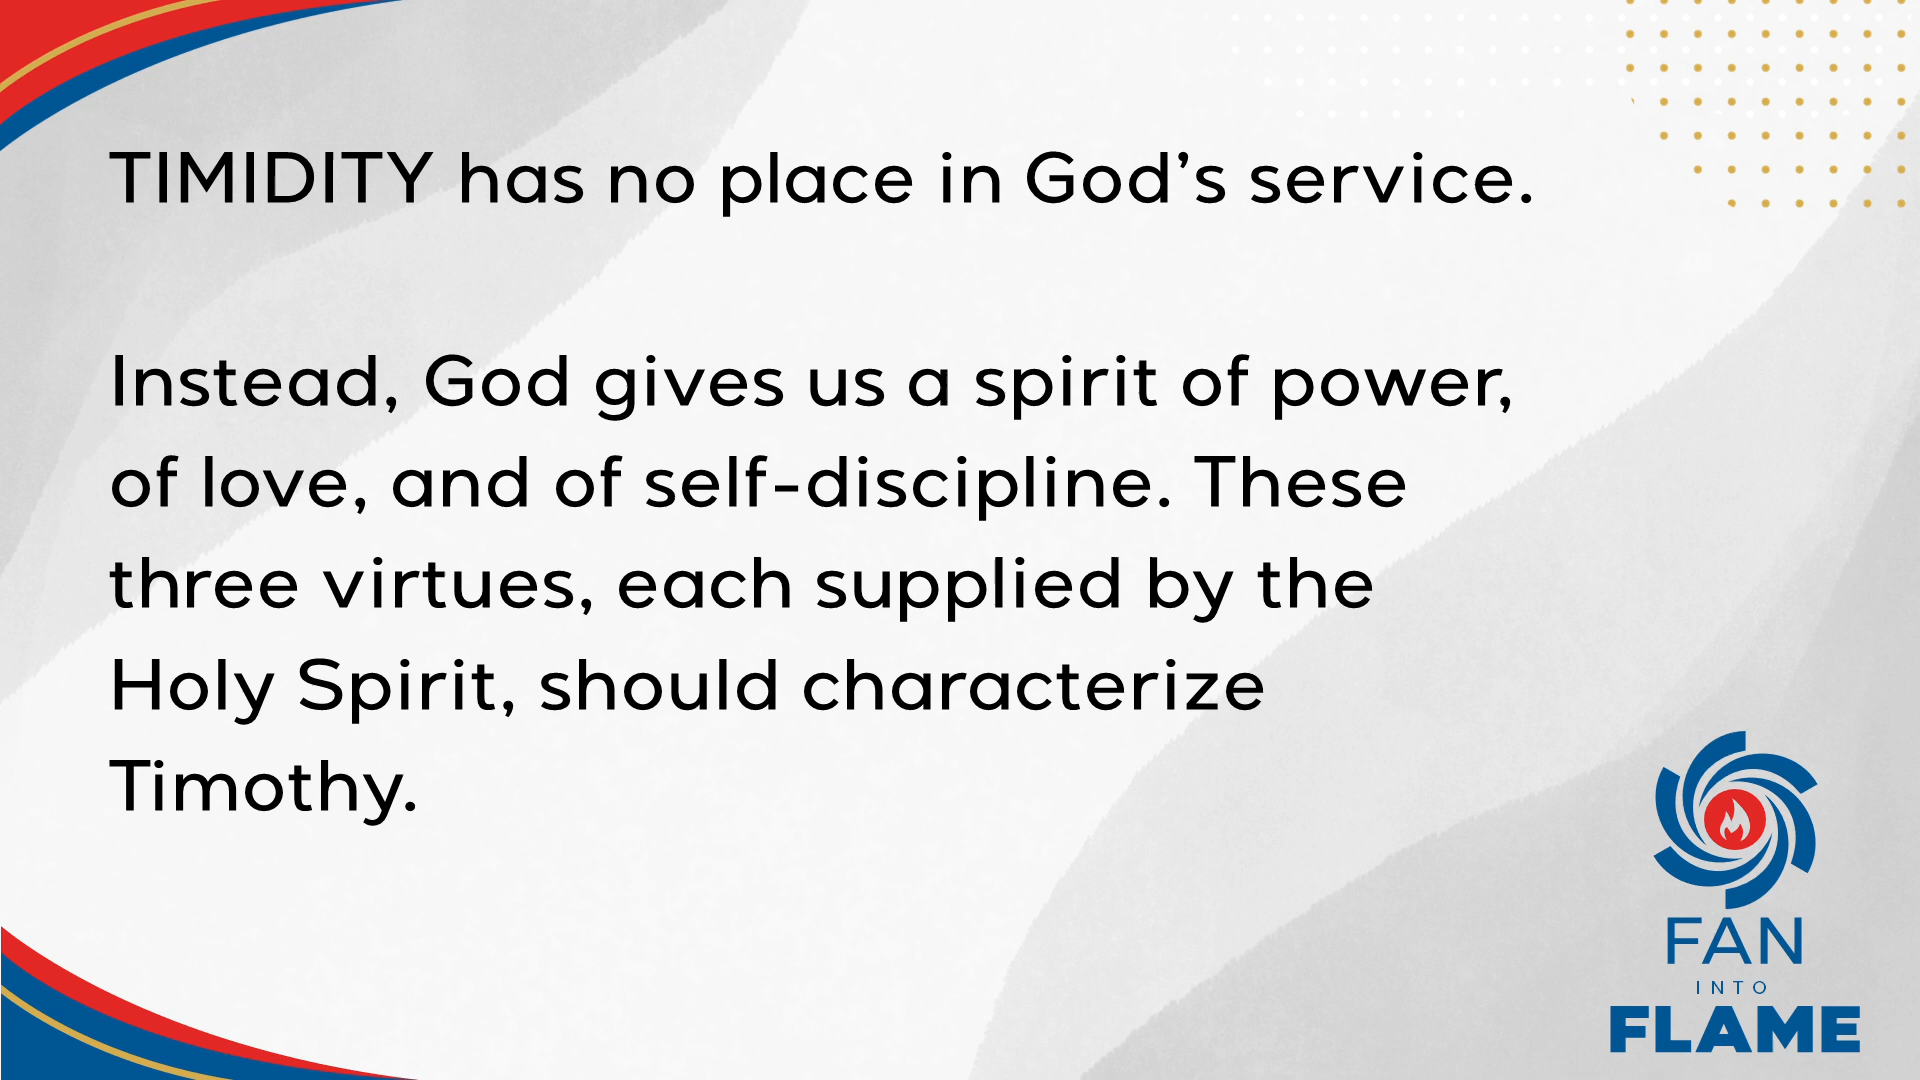 TIMIDITY has no place in God’s service.
Instead, God gives us a spirit of power,
of love, and of self-discipline. These
three virtues, each supplied by the
Holy Spirit, should characterize
Timothy.
FAN
INTO
FLAME